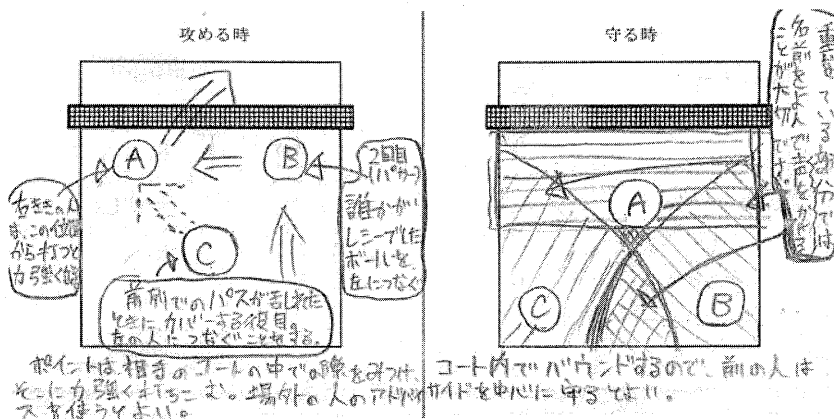 攻める時
A
B
C
右ききの人
は、この位置
から打つと
力強く
2回目
(パサー)
誰かが
レシーブした
ボールを、
左につなぐ
前列でのパスが乱れた
ときにカバーする役目。
左の人につなぐこともする。
ポイントは、相手のコートの中での隙をみつけ、
そこに力強く打ちこむ。場外の人のアドバイ
スを使うとよい。
守る時
重なっている部分では
名前をよんで声をかける
ことが大切です。
A
C
B
コート内でバウンドするので、前の人は
サイドを中心に守るとよい。